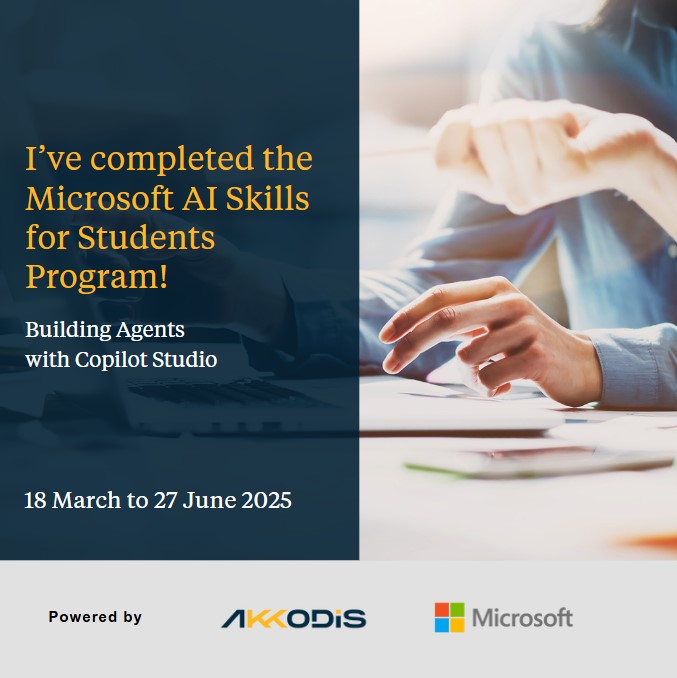 I’ve completed the
Microsoft AI Skills
for Students
Program!
Building Agents
with Copilot Studio
18 March to 27 June 2025
Powered by
AKKODIS
Microsoft